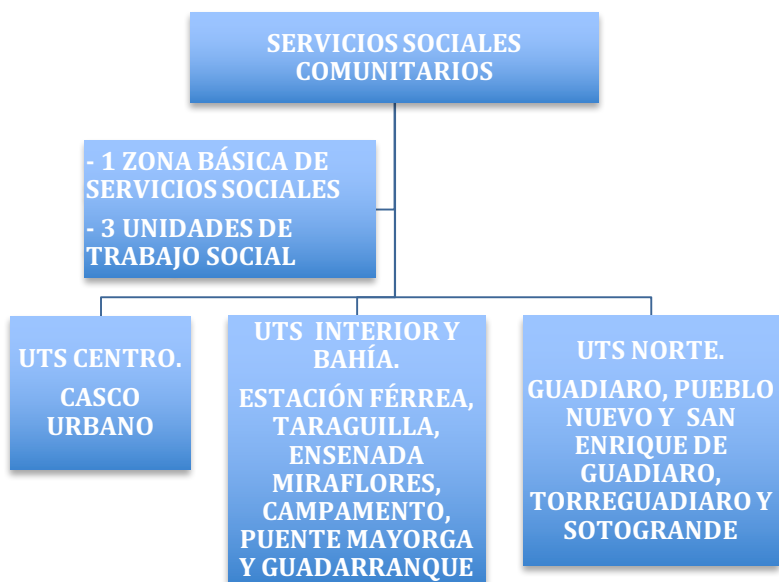 SERVICIOS SOCIALES
COMUNITARIOS
- 1 ZONA BÁSICA DE
SERVICIOS SOCIALES
- 3 UNIDADES DE
TRABAJO SOCIAL
UTS CENTRO.
CASCO
URBANO
UTS INTERIOR Y
BAHÍA.
ESTACIÓN FÉRREA,
TARAGUILLA,
ENSENADA
MIRAFLORES,
CAMPAMENTO,
PUENTE MAYORGA
Y GUADARRANQUE
UTS NORTE.
GUADIARO, PUEBLO
NUEVO Y SAN
ENRIQUE DE
GUADIARO,
TORREGUADIARO Y
SOTOGRANDE